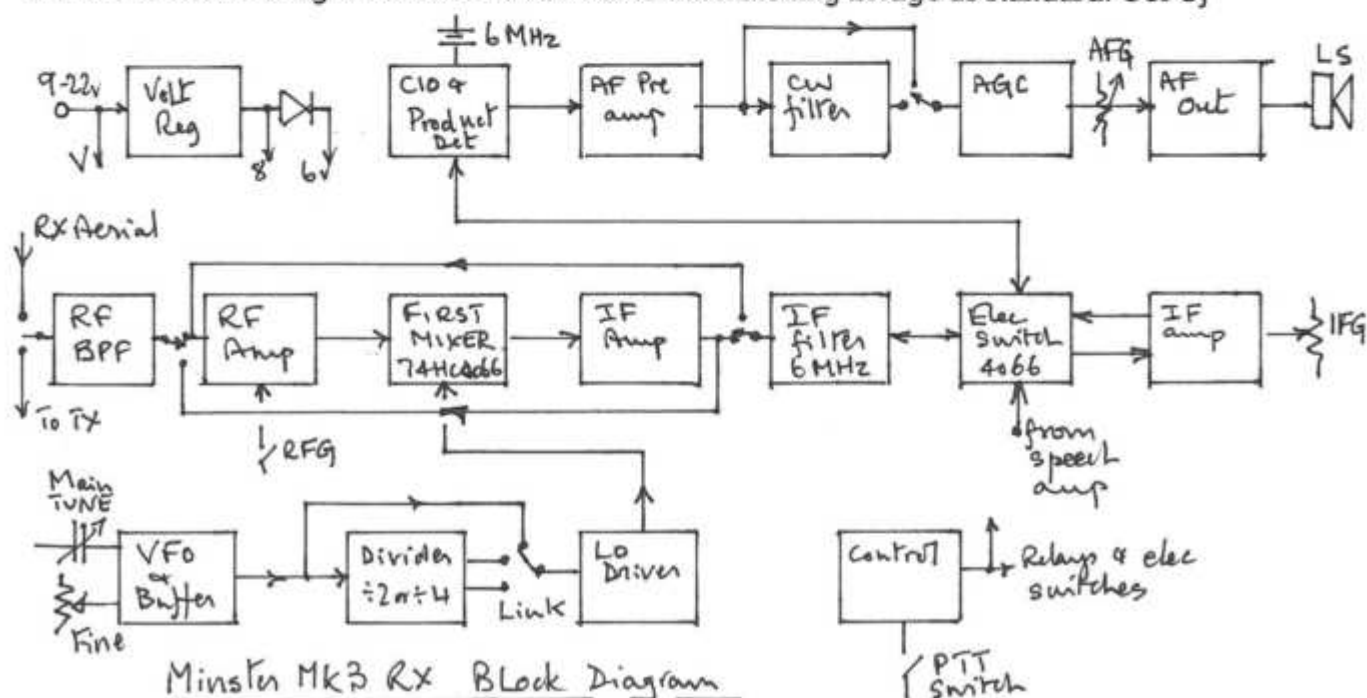 6 MHz
9-22v
Volt
Reg
V
8
6v
CIO &
Product
Det
AF Pre
amp
CW
filter
AGC
AFG
AF
Out
LS
RX Aerial
RF
BPF
To TX
RF
Amp
RFG
FIRST
MIXER
74HC4066
IF
Amp
IF
filter
6 MHz
Elec
Switch
4066
IF
amp
IFG
from
speech
amp
Main
TUNE
VFO
&
Buffer
Fine
Divider
÷2 or ÷4
Link
LO
Driver
Control
Relays & elec
switches
PTT
Switch
Minster Mk3 RX Block Diagram